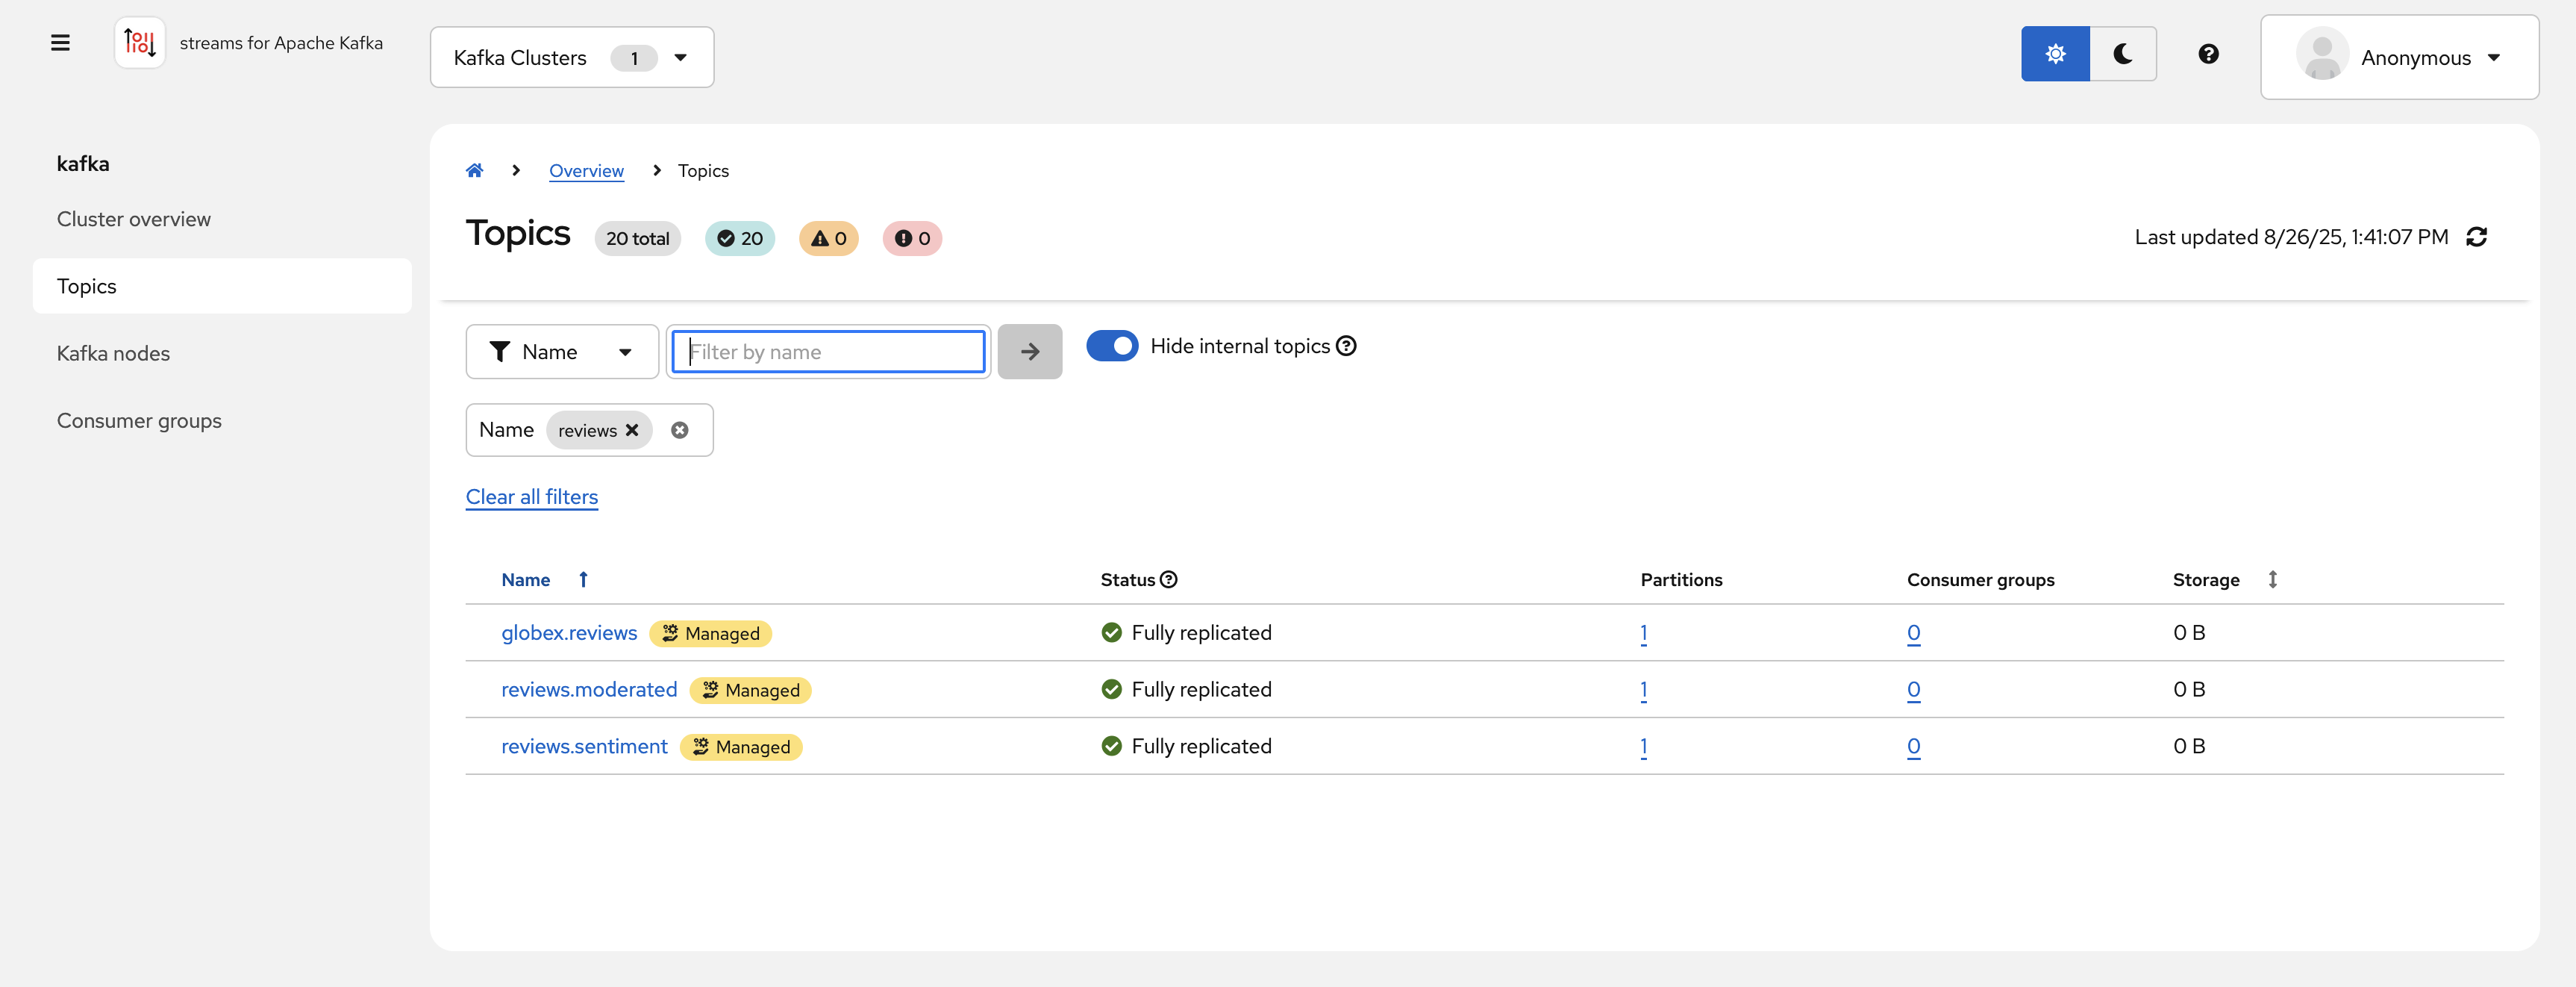 streams for Apache Kafka
Kafka Clusters 1
Anonymous
kafka
Cluster overview
Topics
Kafka nodes
Consumer groups
Overview Topics
Topics 20 total 20 0 0
Last updated 8/26/25, 1:41:07 PM
Name Filter by name Hide internal topics
Name reviews
Clear all filters
Name Status Partitions Consumer groups Storage
globex.reviews Managed Fully replicated 1 0 0 B
reviews.moderated Managed Fully replicated 1 0 0 B
reviews.sentiment Managed Fully replicated 1 0 0 B